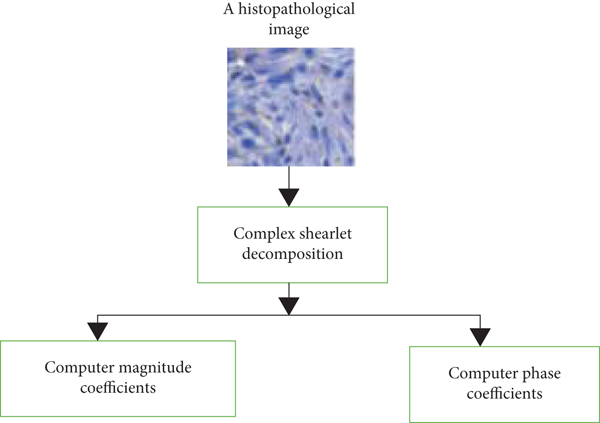 A histopathological
image
Complex shearlet
decomposition
Computer magnitude
coefficients
Computer phase
coefficients